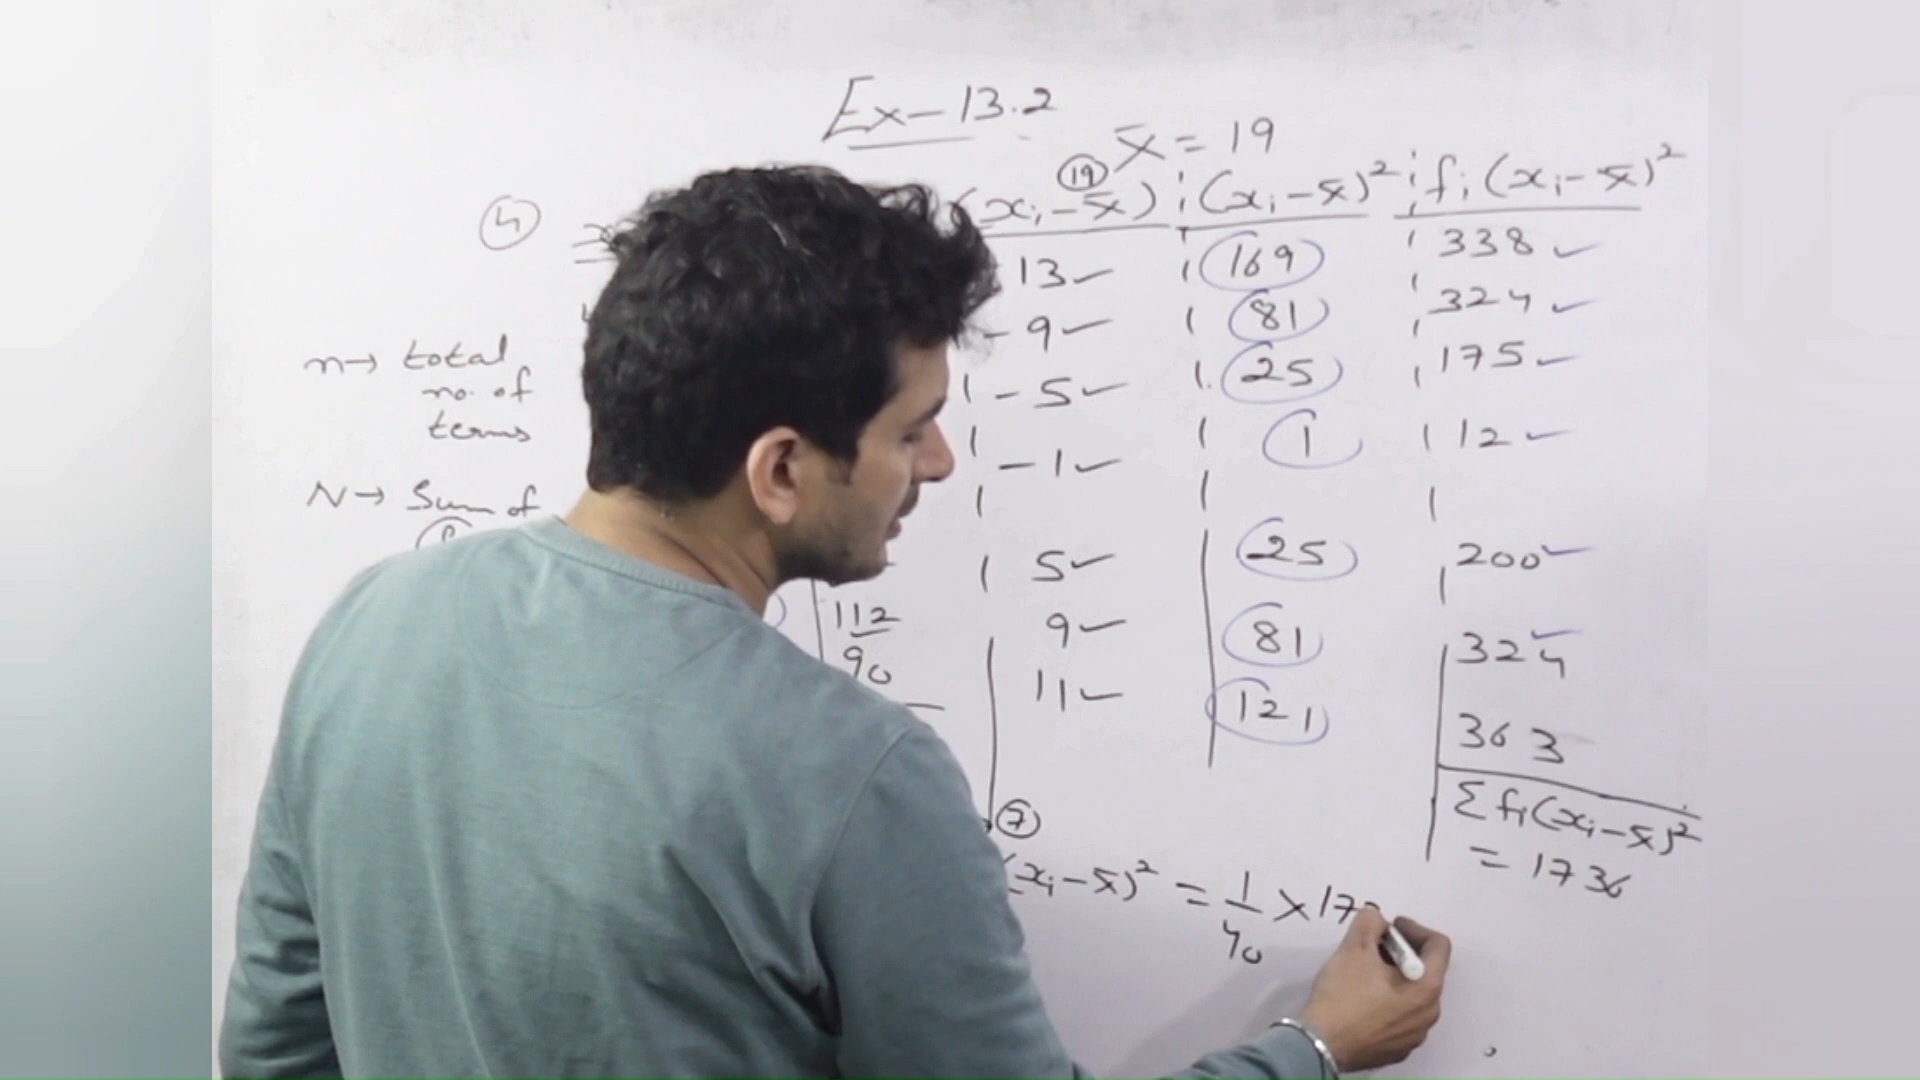 Ex-13.2
x̄ = 19
4 (xi-x̄) 19 (xi-x̄)² fi(xi-x̄)²
13 169 338
-9 81 324
n→ total -5 25 175
no. of
terms -1 1 12
N→ Sum of
5 25 200
112 9 81 324
90 11 121 363
7 Σfi(xi-x̄)²
(xi-x̄)² = 1/40 × 17 = 1736